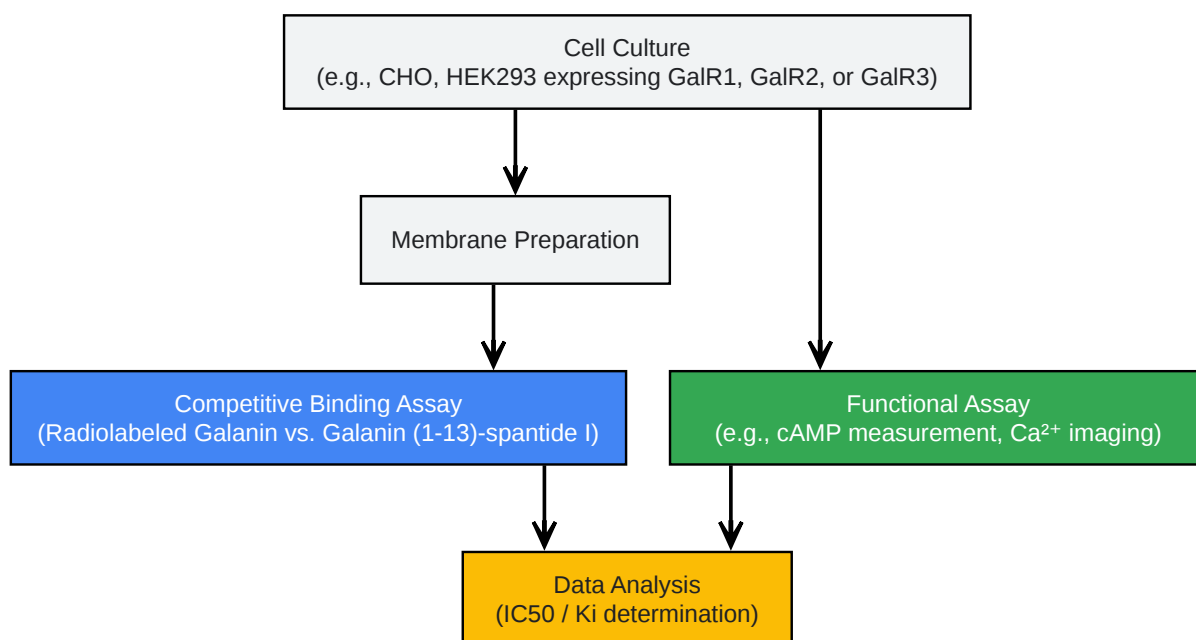 Cell Culture
(e.g., CHO, HEK293 expressing GalR1, GalR2, or GalR3)
Membrane Preparation
Competitive Binding Assay
(Radiolabeled Galanin vs. Galanin (1-13)-spantide I)
Functional Assay
(e.g., cAMP measurement, Ca²⁺ imaging)
Data Analysis
(IC50 / Ki determination)